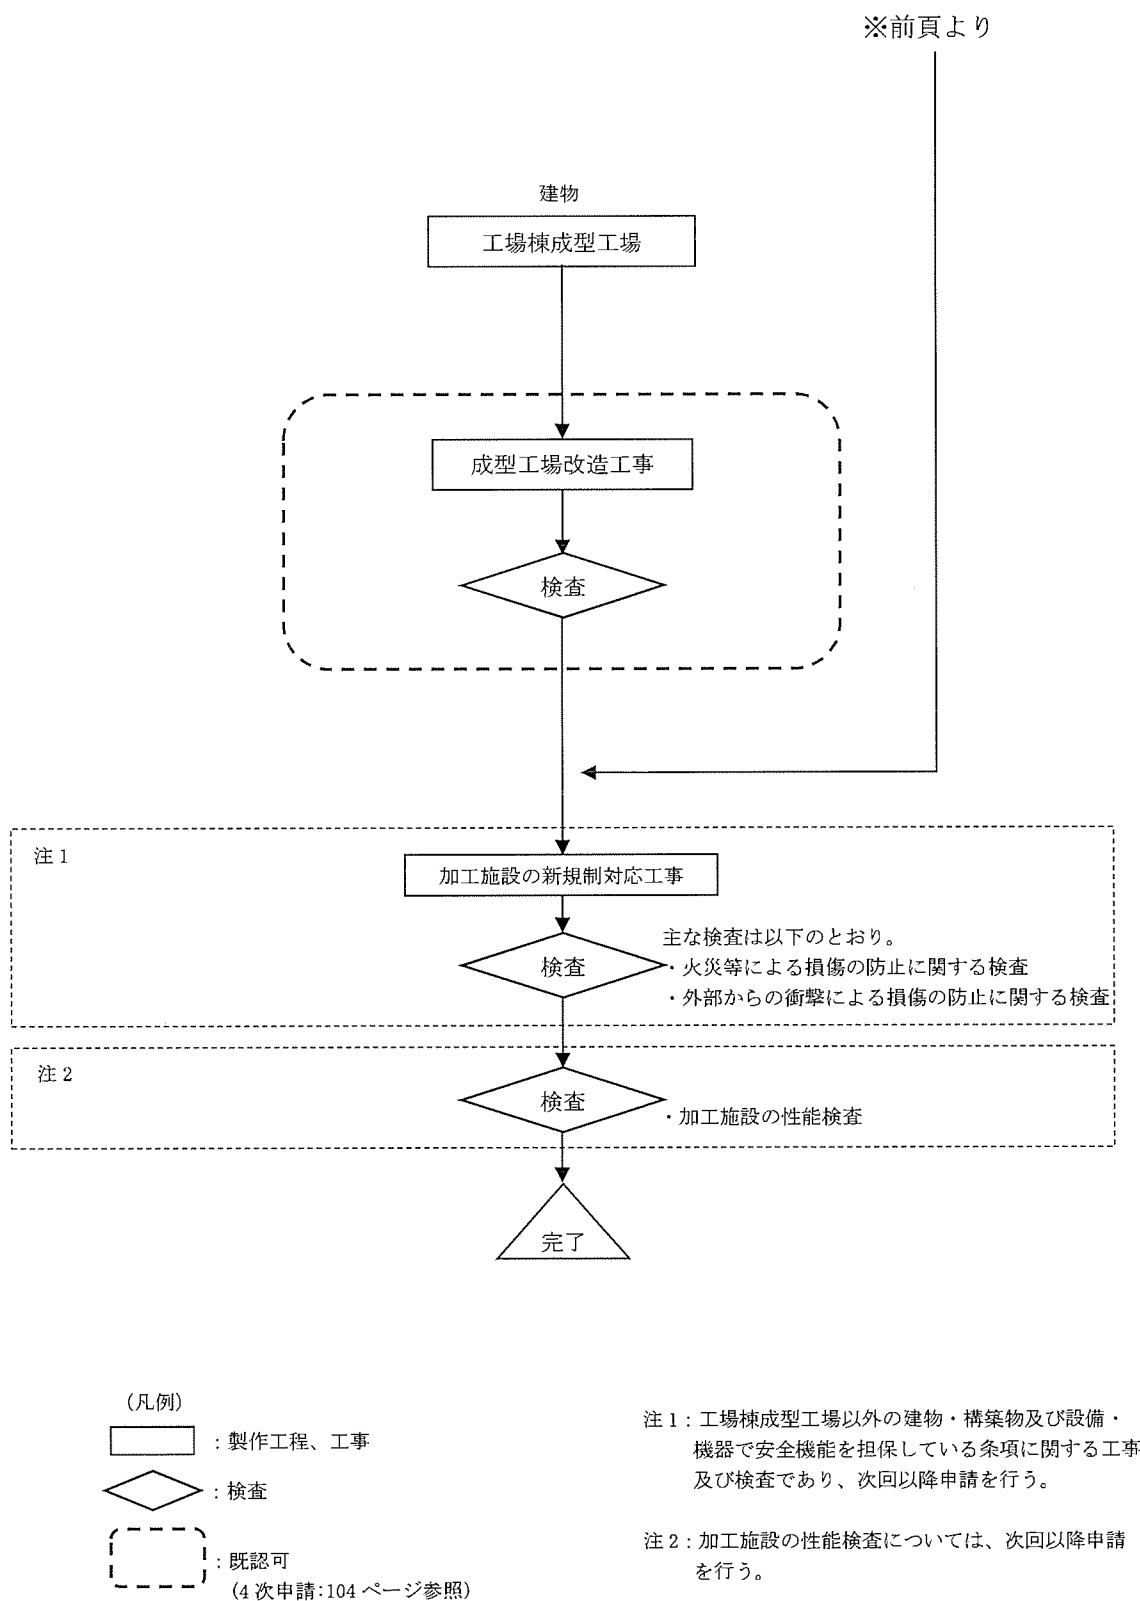 ※前頁より
建物
工場棟成型工場
成型工場改造工事
検査
注 1
加工施設の新規制対応工事
検査
主な検査は以下のとおり。
・火災等による損傷の防止に関する検査
・外部からの衝撃による損傷の防止に関する検査
注 2
検査
・加工施設の性能検査
完了
(凡例)
：製作工程、工事
：検査
：既認可
(4 次申請:104 ページ参照)
注 1：工場棟成型工場以外の建物・構築物及び設備・
機器で安全機能を担保している条項に関する工事
及び検査であり、次回以降申請を行う。
注 2：加工施設の性能検査については、次回以降申請
を行う。